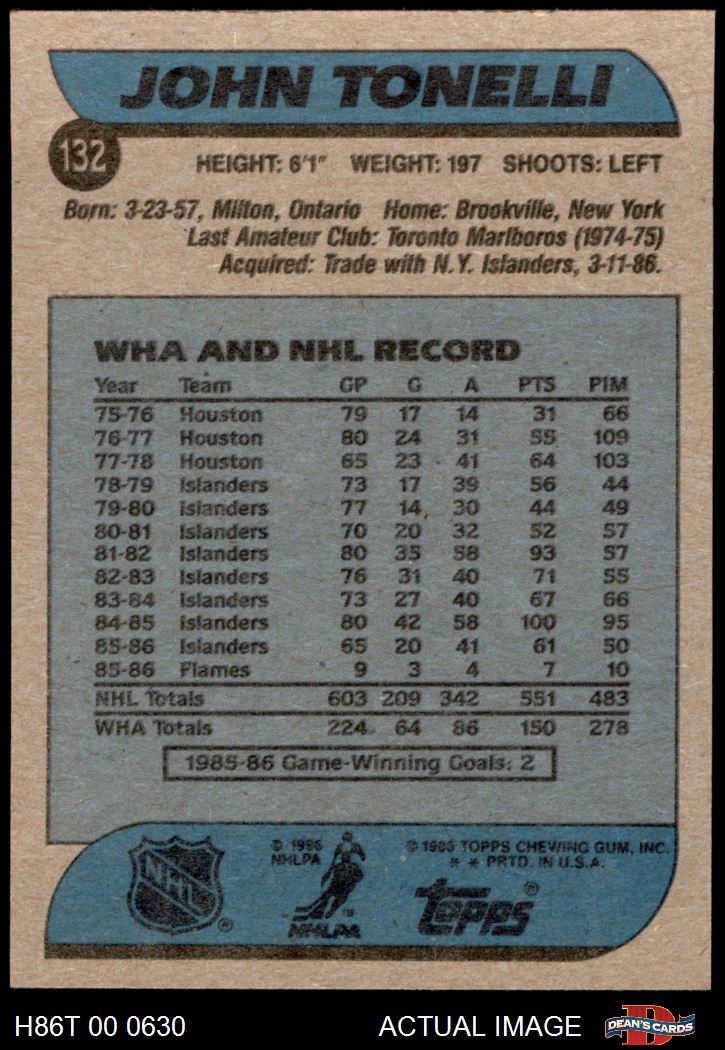 JOHN TONELLI
132
HEIGHT: 6'1" WEIGHT: 197 SHOOTS: LEFT
Born: 3-23-57, Milton, Ontario Home: Brookville, New York
Last Amateur Club: Toronto Marlboros (1974-75)
Acquired: Trade with N.Y. Islanders, 3-11-86.
WHA AND NHL RECORD
Year Team GP G A PTS PIM
75-76 Houston 79 17 14 31 66
76-77 Houston 80 24 31 55 109
77-78 Houston 65 23 41 64 103
78-79 Islanders 73 17 39 56 44
79-80 Islanders 77 14 30 44 49
80-81 Islanders 70 20 32 52 57
81-82 Islanders 80 35 58 93 57
82-83 Islanders 76 31 40 71 55
83-84 Islanders 73 27 40 67 66
84-85 Islanders 80 42 58 100 95
85-86 Islanders 65 20 41 61 50
85-86 Flames 9 3 4 7 10
NHL Totals 603 209 342 551 483
WHA Totals 224 64 86 150 278
1985-86 Game-Winning Goals: 2
NHL ®
© 1986
NHLPA
™
NHLPA
© 1986 TOPPS CHEWING GUM, INC.
* * PRTD. IN U.S.A.
Topps ®
H86T 00 0630
ACTUAL IMAGE
D
DEAN'S CARDS